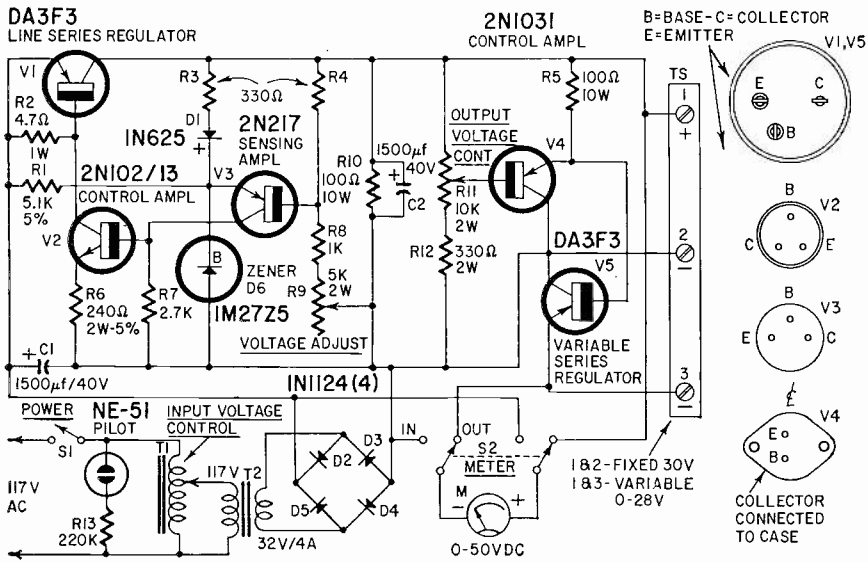 DA3F3
LINE SERIES REGULATOR
2N1031
CONTROL AMPL
B=BASE-C=COLLECTOR
E=EMITTER
V1,V5
V1
R3
R4
330Ω
R5
100Ω
10W
TS
1
+
E
C
B
R2
4.7Ω
1W
D1
1N625
+
2N217
SENSING
AMPL
1500µf
40V
+
C2
OUTPUT
VOLTAGE
CONT
V4
2N102/13
CONTROL AMPL
R1
5.1K
5%
V3
R10
100Ω
10W
R11
10K
2W
V2
R8
1K
R12
330Ω
2W
DA3F3
V5
2
−
B
V2
C
E
B
ZENER
D6
1M27Z5
R6
240Ω
2W-5%
R7
2.7K
5K
2W
R9
VOLTAGE ADJUST
VARIABLE
SERIES
REGULATOR
B
V3
E
C
+
C1
1500µf/40V
1N1124(4)
3
−
POWER
S1
NE-51
PILOT
INPUT VOLTAGE
CONTROL
IN
OUT
S2
METER
1&2-FIXED 30V
1&3-VARIABLE
0-28V
V4
E
B
COLLECTOR
CONNECTED
TO CASE
117V
AC
T1
117V
T2
D2
D3
D5
D4
M
−
+
R13
220K
32V/4A
0-50VDC